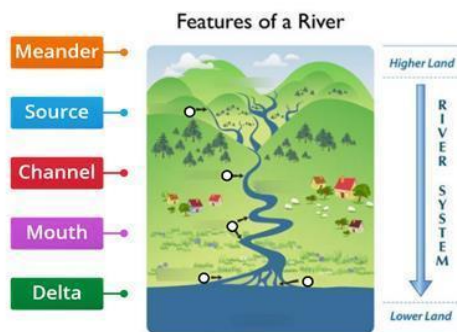 Features of a River
Meander
Source
Channel
Mouth
Delta
Higher Land
RIVER SYSTEM
Lower Land